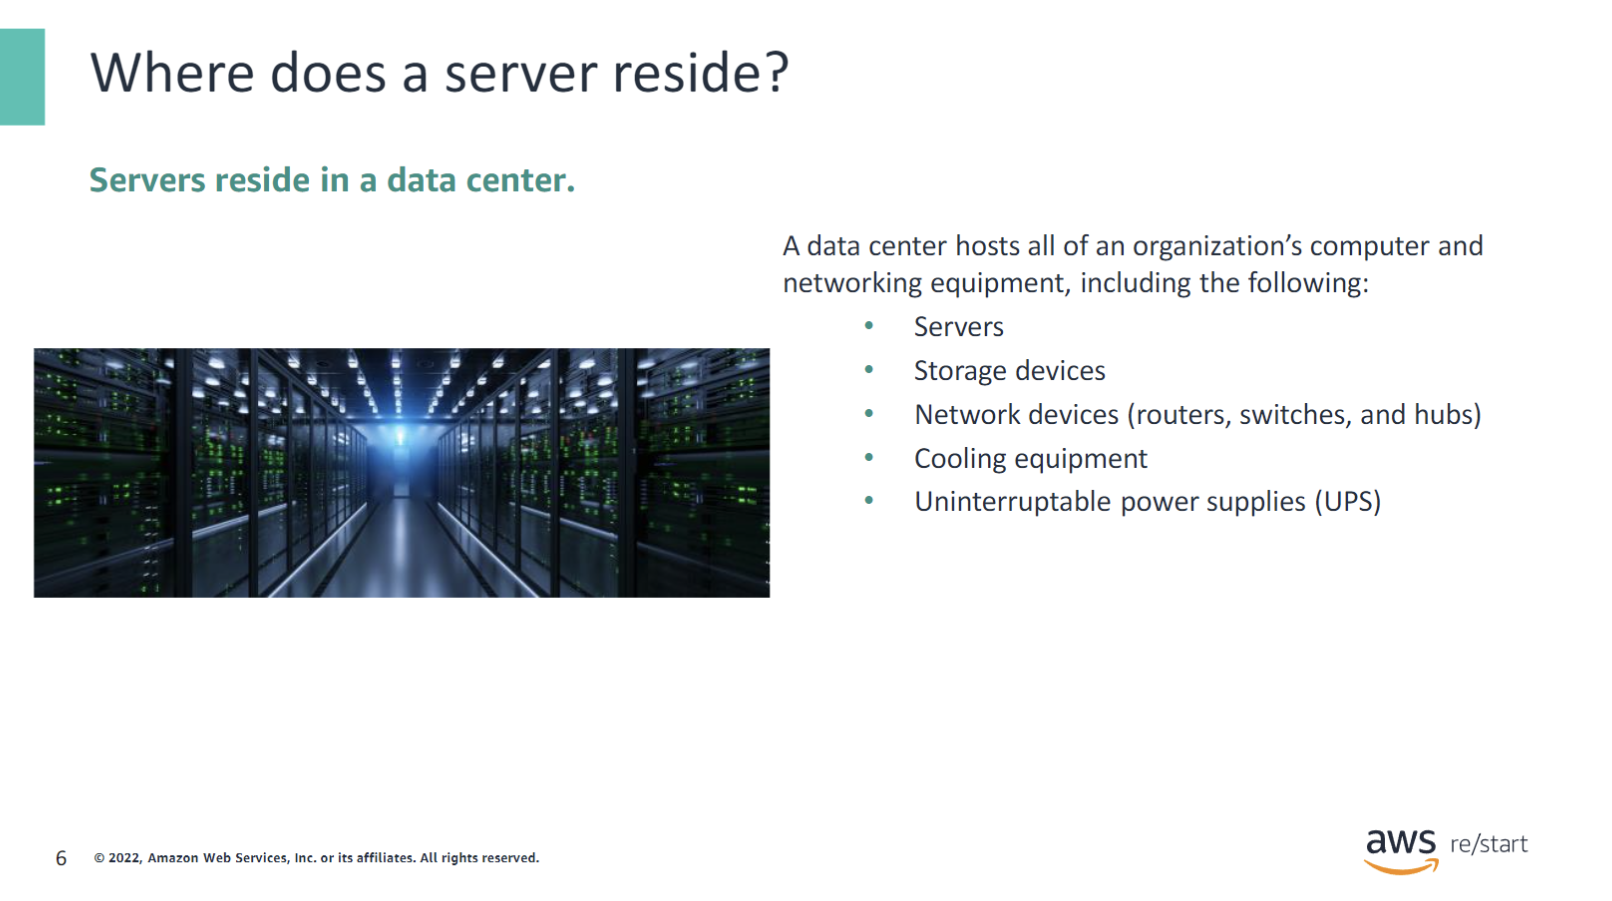 Where does a server reside?
Servers reside in a data center.
A data center hosts all of an organization’s computer and
networking equipment, including the following:
• Servers
• Storage devices
• Network devices (routers, switches, and hubs)
• Cooling equipment
• Uninterruptable power supplies (UPS)
6 © 2022, Amazon Web Services, Inc. or its affiliates. All rights reserved.
aws re/start